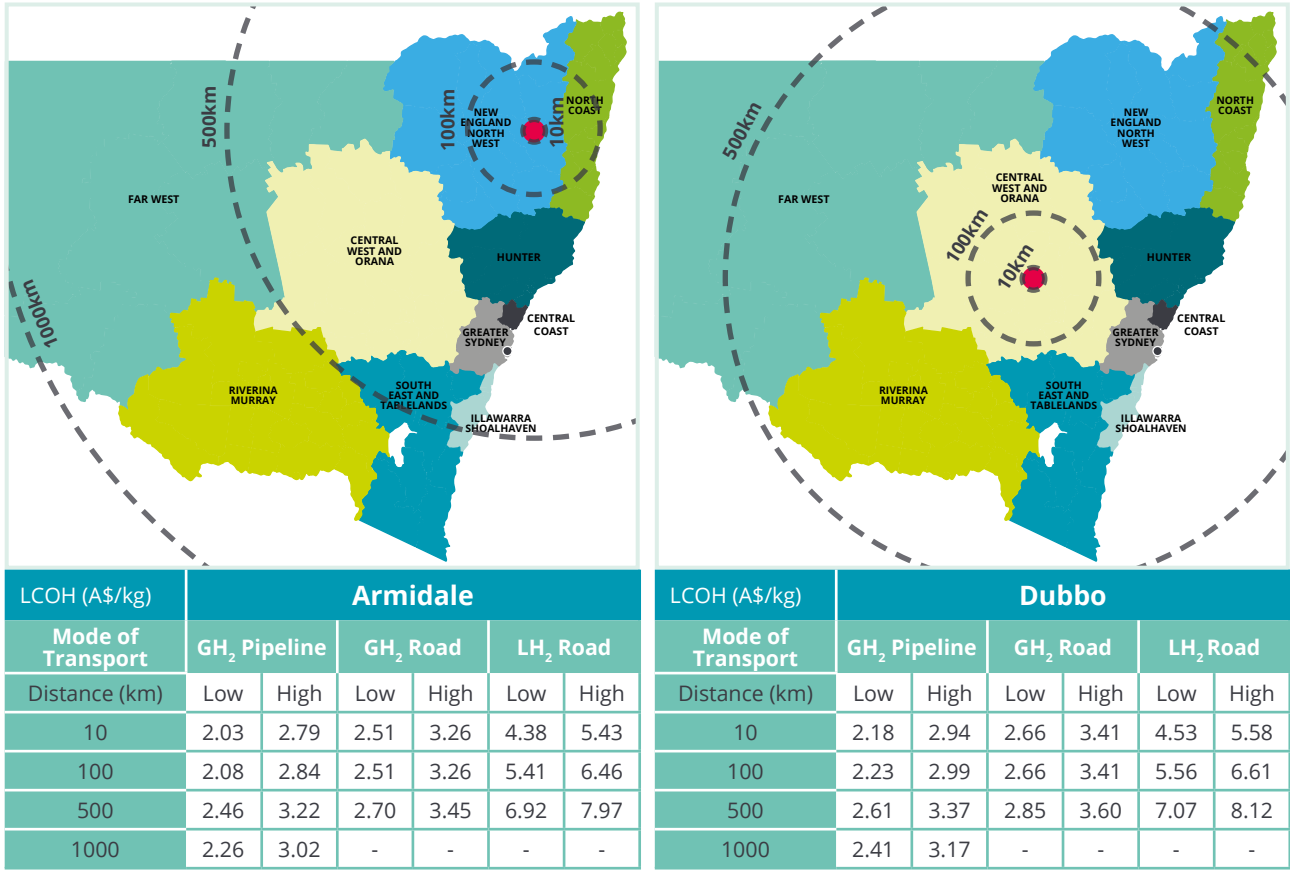 500km
100km
10km
1000km
NEW
ENGLAND
NORTH
WEST
NORTH
COAST
FAR WEST
CENTRAL
WEST AND
ORANA
HUNTER
CENTRAL
COAST
GREATER
SYDNEY
RIVERINA
MURRAY
SOUTH
EAST AND
TABLELANDS
ILLAWARRA
SHOALHAVEN
LCOH (A$/kg) Armidale
Mode of
Transport GH2 Pipeline GH2 Road LH2 Road
Distance (km) Low High Low High Low High
10 2.03 2.79 2.51 3.26 4.38 5.43
100 2.08 2.84 2.51 3.26 5.41 6.46
500 2.46 3.22 2.70 3.45 6.92 7.97
1000 2.26 3.02 - - - -
500km
100km
10km
NEW
ENGLAND
NORTH
WEST
NORTH
COAST
FAR WEST
CENTRAL
WEST AND
ORANA
HUNTER
CENTRAL
COAST
GREATER
SYDNEY
RIVERINA
MURRAY
SOUTH
EAST AND
TABLELANDS
ILLAWARRA
SHOALHAVEN
LCOH (A$/kg) Dubbo
Mode of
Transport GH2 Pipeline GH2 Road LH2 Road
Distance (km) Low High Low High Low High
10 2.18 2.94 2.66 3.41 4.53 5.58
100 2.23 2.99 2.66 3.41 5.56 6.61
500 2.61 3.37 2.85 3.60 7.07 8.12
1000 2.41 3.17 - - - -